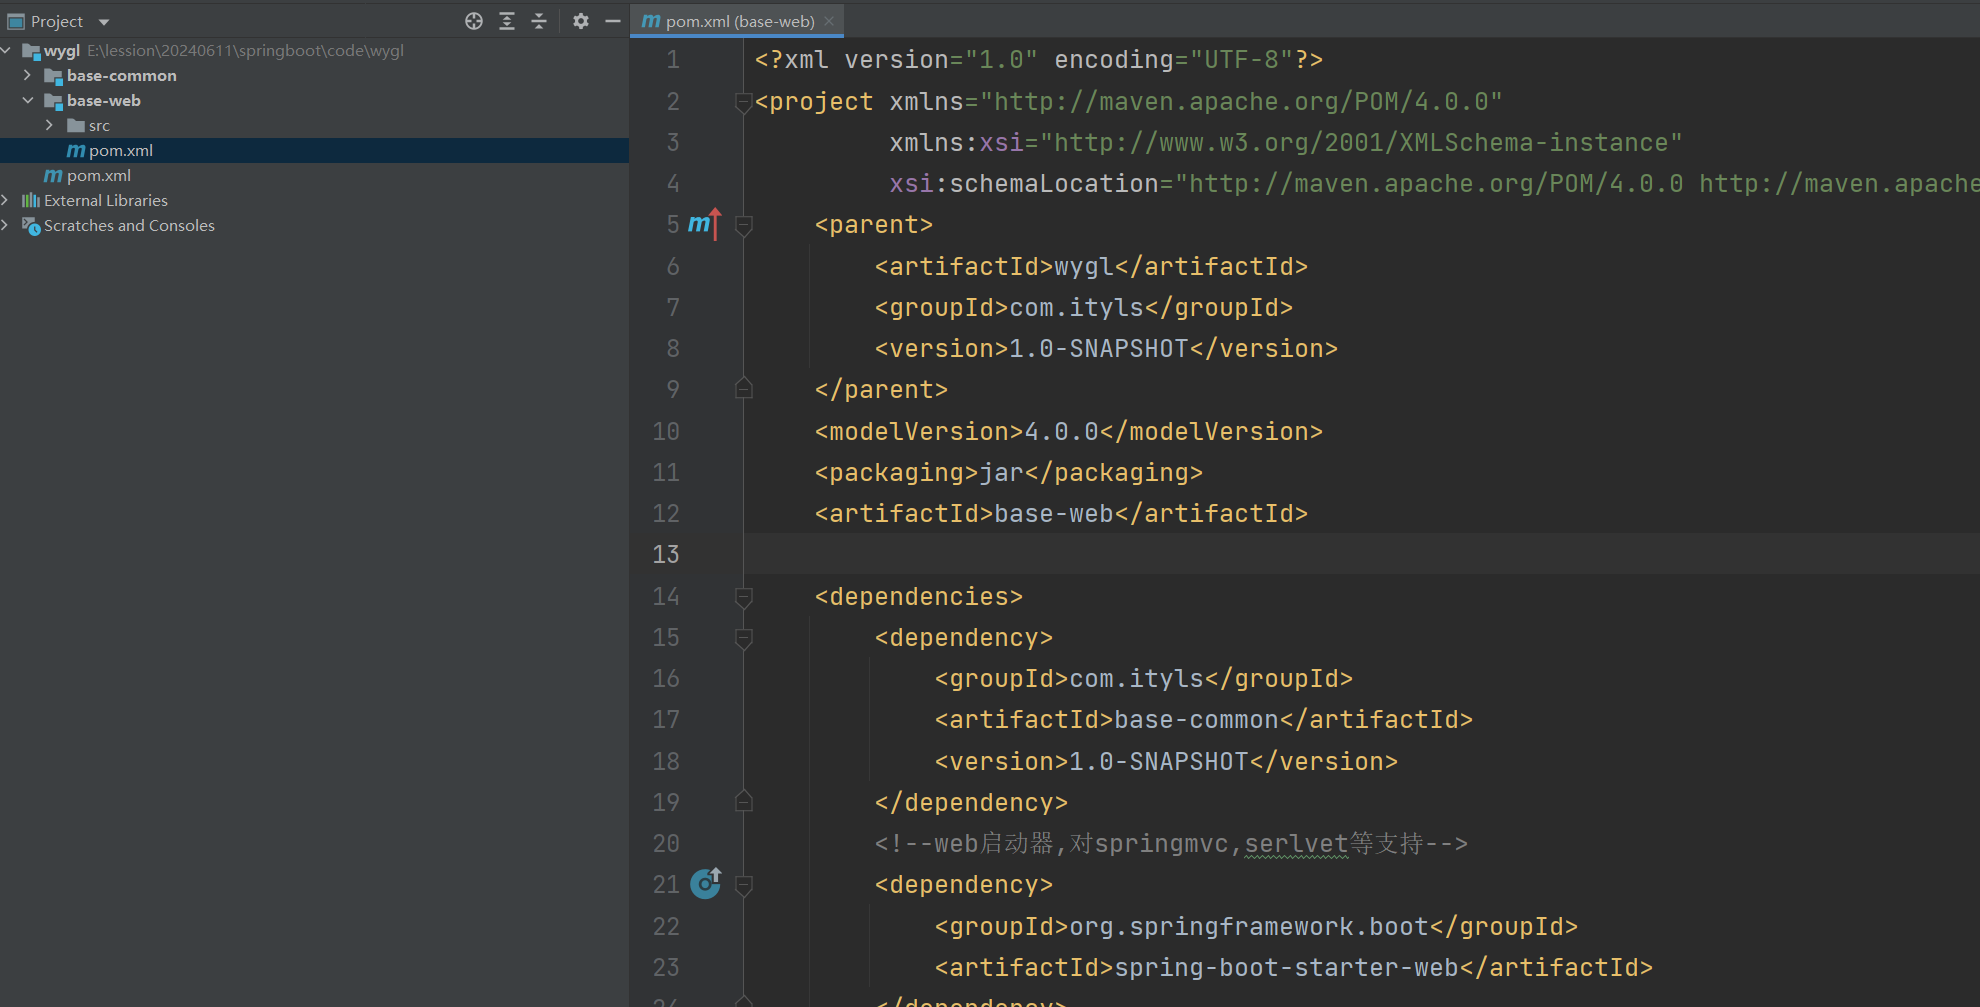 Project
wygl E:\lession\20240611\springboot\code\wygl
base-common
base-web
src
pom.xml
pom.xml
External Libraries
Scratches and Consoles
pom.xml (base-web)
1 <?xml version="1.0" encoding="UTF-8"?>
2 <project xmlns="http://maven.apache.org/POM/4.0.0"
3 xmlns:xsi="http://www.w3.org/2001/XMLSchema-instance"
4 xsi:schemaLocation="http://maven.apache.org/POM/4.0.0 http://maven.apache
5 <parent>
6 <artifactId>wygl</artifactId>
7 <groupId>com.ityls</groupId>
8 <version>1.0-SNAPSHOT</version>
9 </parent>
10 <modelVersion>4.0.0</modelVersion>
11 <packaging>jar</packaging>
12 <artifactId>base-web</artifactId>
13
14 <dependencies>
15 <dependency>
16 <groupId>com.ityls</groupId>
17 <artifactId>base-common</artifactId>
18 <version>1.0-SNAPSHOT</version>
19 </dependency>
20 <!--web启动器,对springmvc,serlvet等支持-->
21 <dependency>
22 <groupId>org.springframework.boot</groupId>
23 <artifactId>spring-boot-starter-web</artifactId>
24 </dependency>